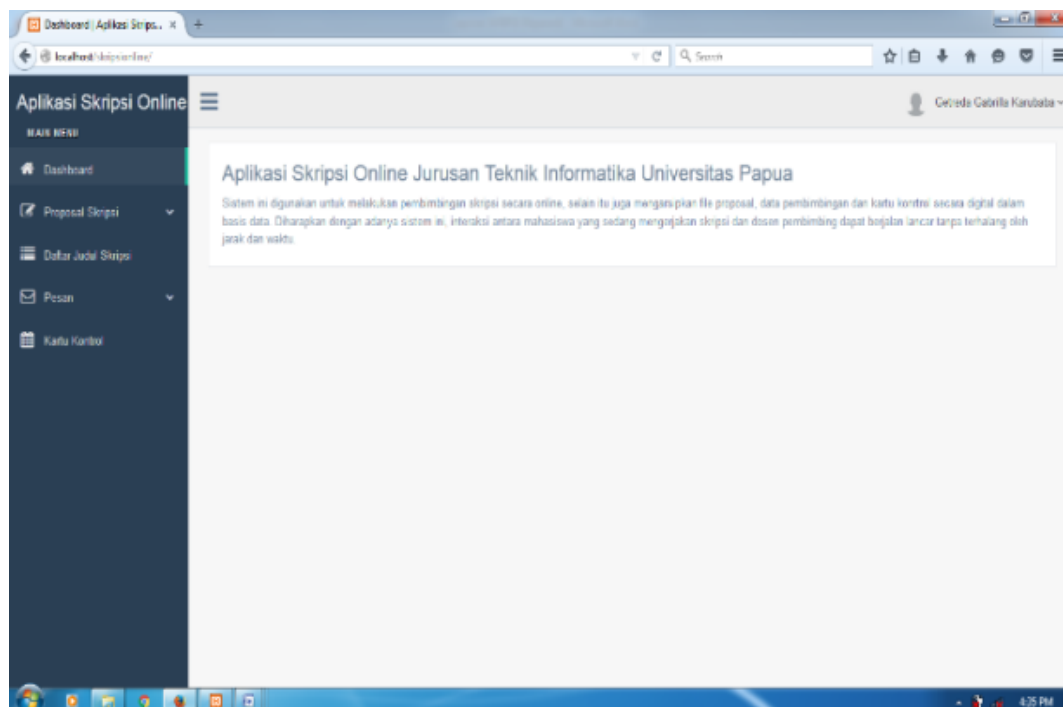 Dashboard | Aplikasi Skrips... ×
localhost/skripsionline/
Search
Aplikasi Skripsi Online
Getreda Gabrilla Karubaba
MAIN MENU
Dashboard
Proposal Skripsi
Daftar Judul Skripsi
Pesan
Kartu Kontrol
Aplikasi Skripsi Online Jurusan Teknik Informatika Universitas Papua
Sistem ini digunakan untuk melakukan pembimbingan skripsi secara online, selain itu juga mengarsipkan file proposal, data pembimbingan dan kartu kontrol secara digital dalam
basis data. Diharapkan dengan adanya sistem ini, interaksi antara mahasiswa yang sedang mengerjakan skripsi dan dosen pembimbing dapat berjalan lancar tanpa terhalang oleh
jarak dan waktu.
4:25 PM